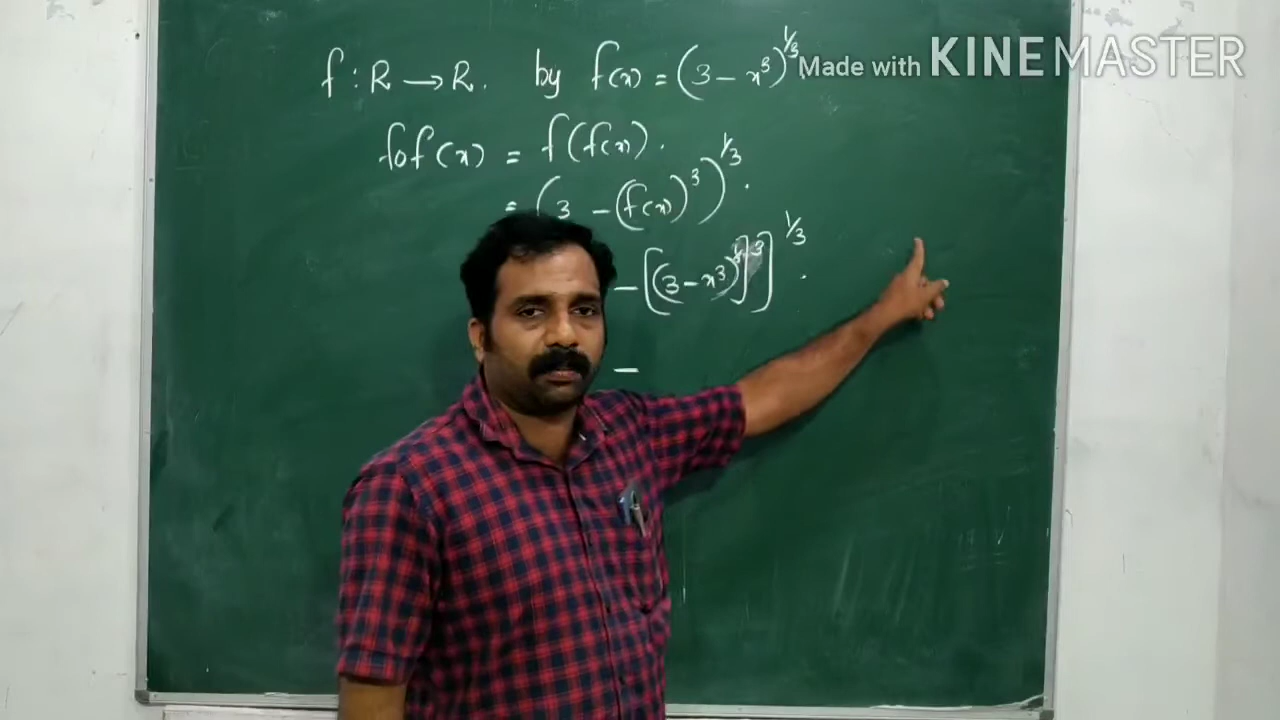 f : R → R. by f(x) = (3 − x³)^1/3
Made with KINEMASTER
fof(x) = f(f(x)).
= (3 − (f(x))³)^1/3.
− [(3 − x³)^1/3]³]^1/3.
−